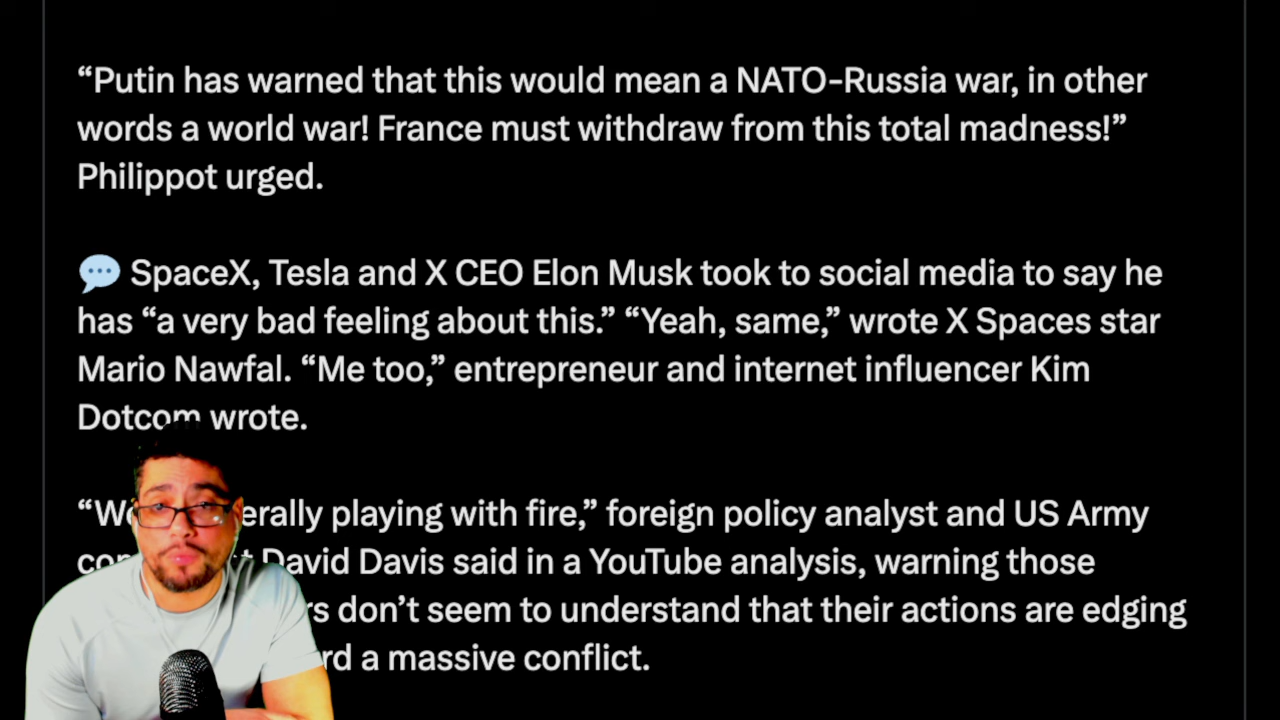 “Putin has warned that this would mean a NATO-Russia war, in other
words a world war! France must withdraw from this total madness!”
Philippot urged.
SpaceX, Tesla and X CEO Elon Musk took to social media to say he
has “a very bad feeling about this.” “Yeah, same,” wrote X Spaces star
Mario Nawfal. “Me too,” entrepreneur and internet influencer Kim
Dotcom wrote.
playing with fire,” foreign policy analyst and US Army
David Davis said in a YouTube analysis, warning those
don’t seem to understand that their actions are edging
a massive conflict.